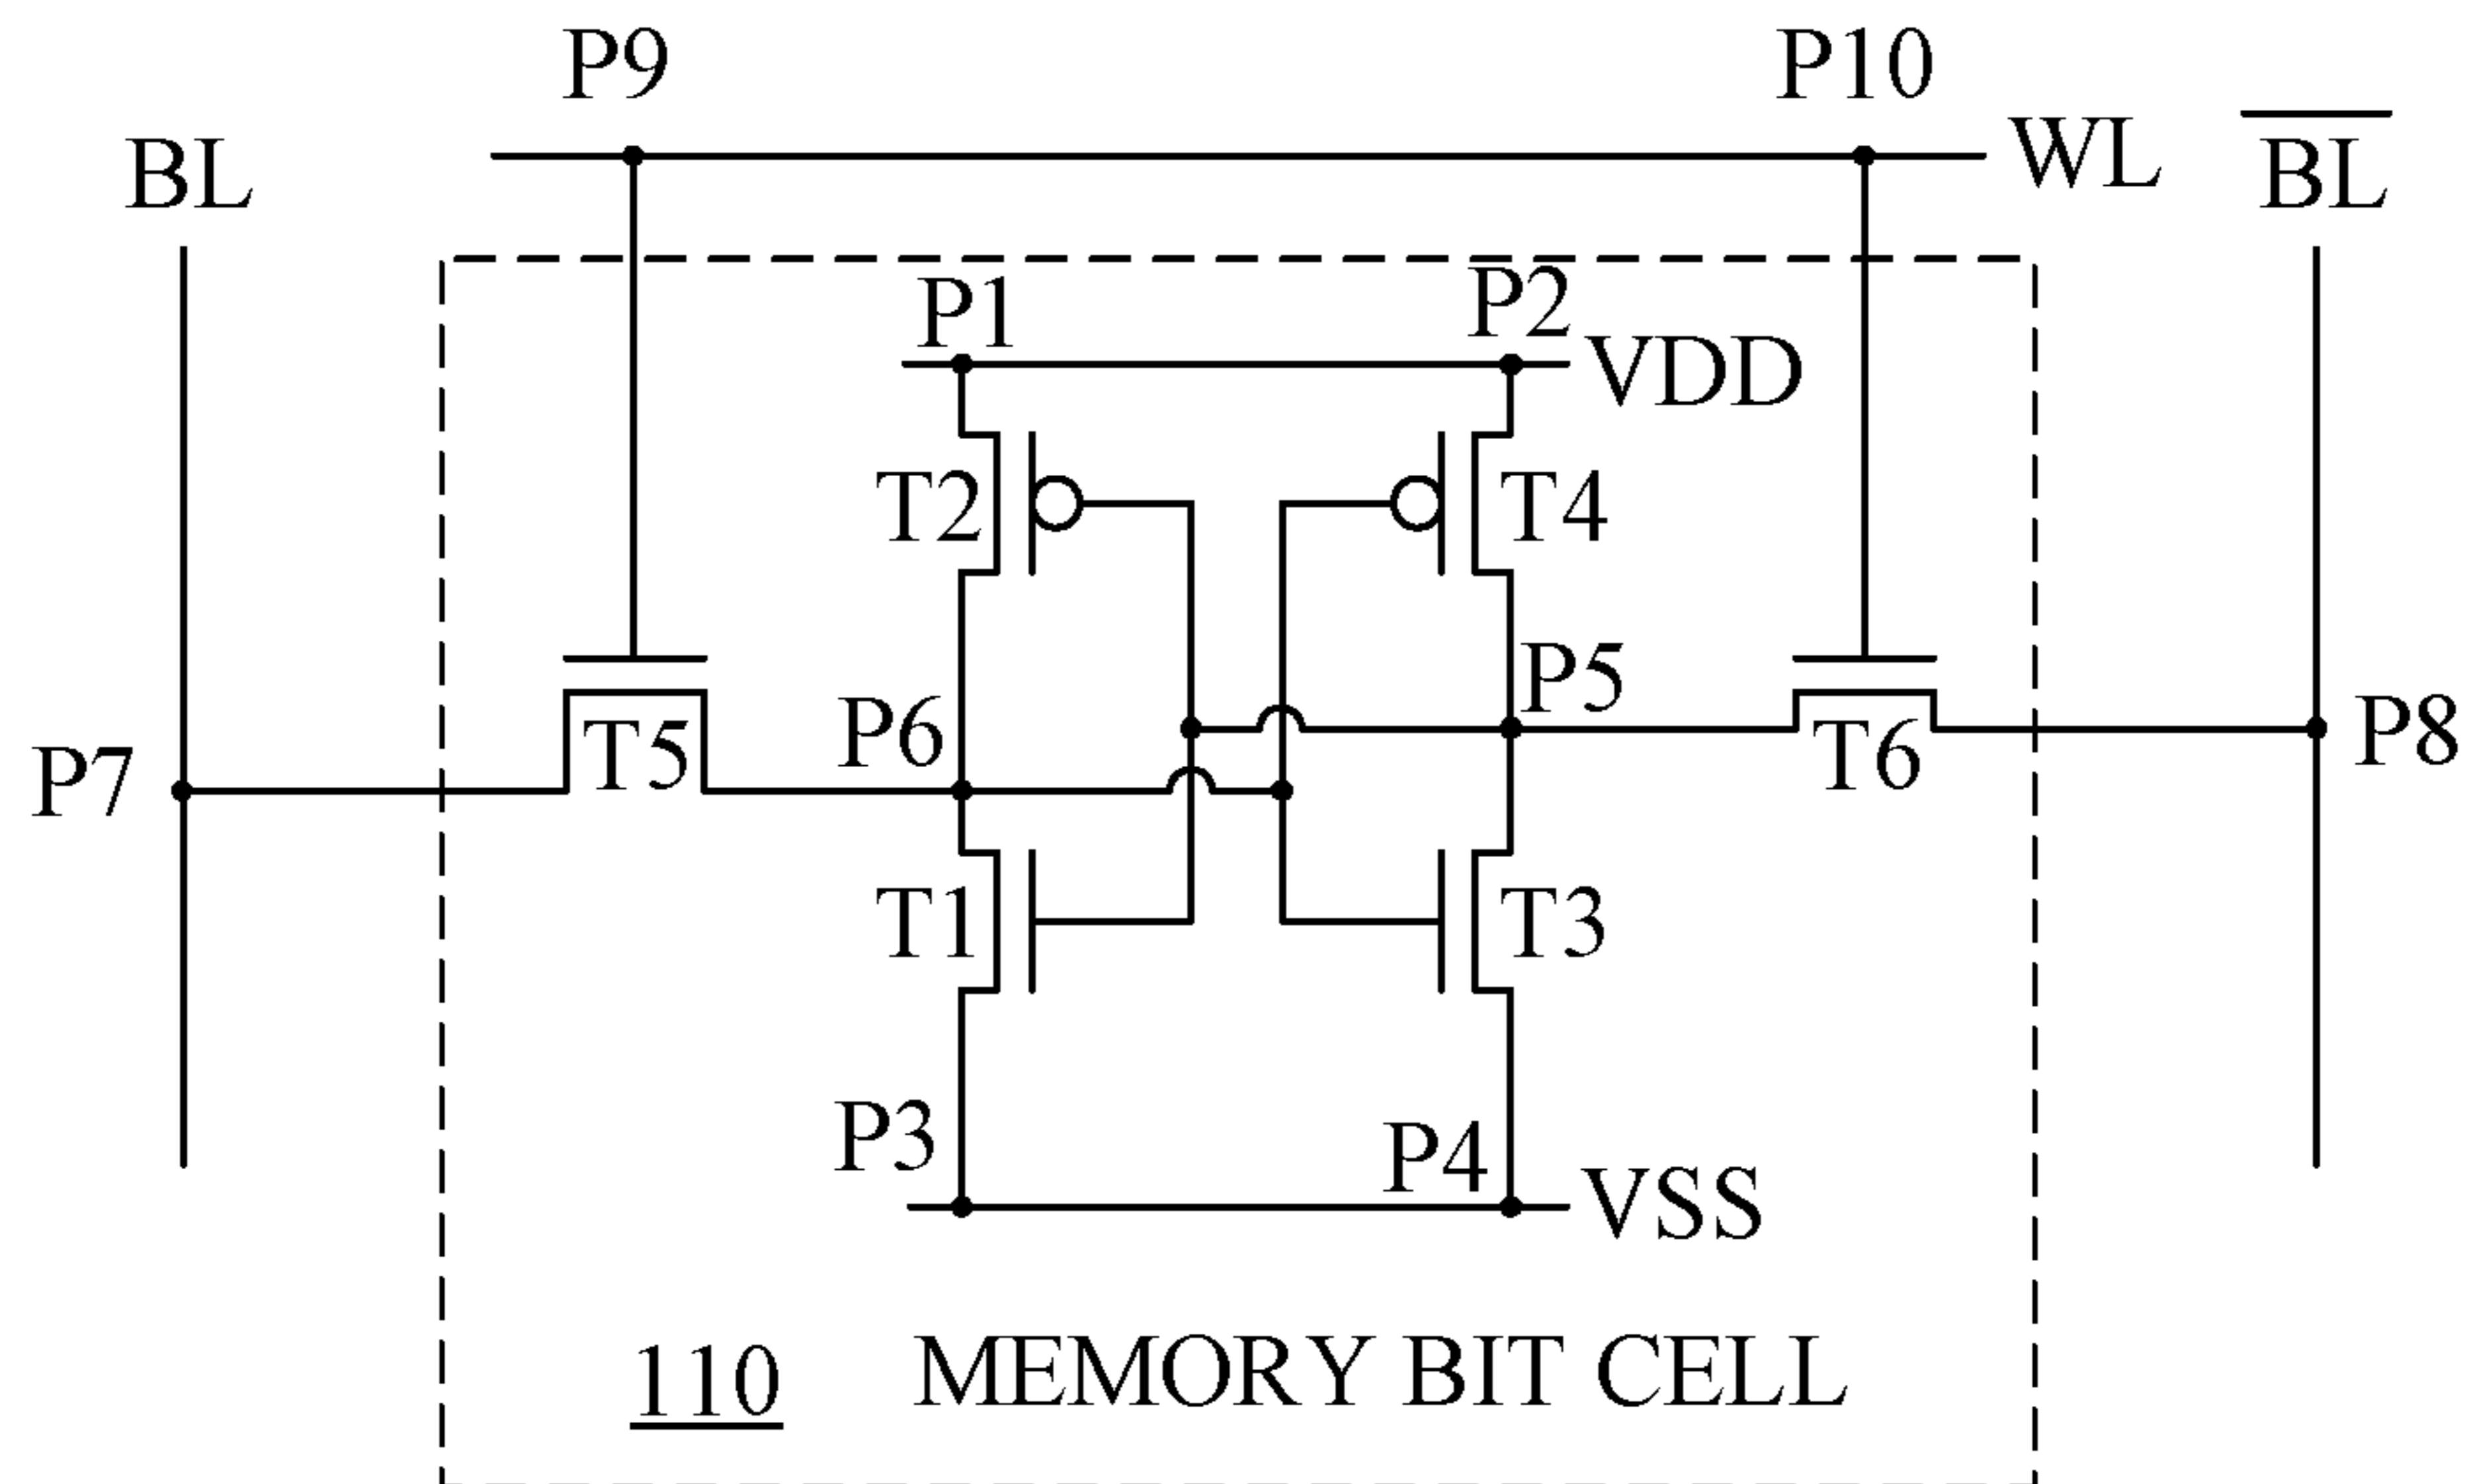 P9
P10
BL
WL
B̅L̅
P1
P2
VDD
T2
T4
P5
P6
T5
T6
P7
P8
T1
T3
P3
P4
VSS
110 MEMORY BIT CELL